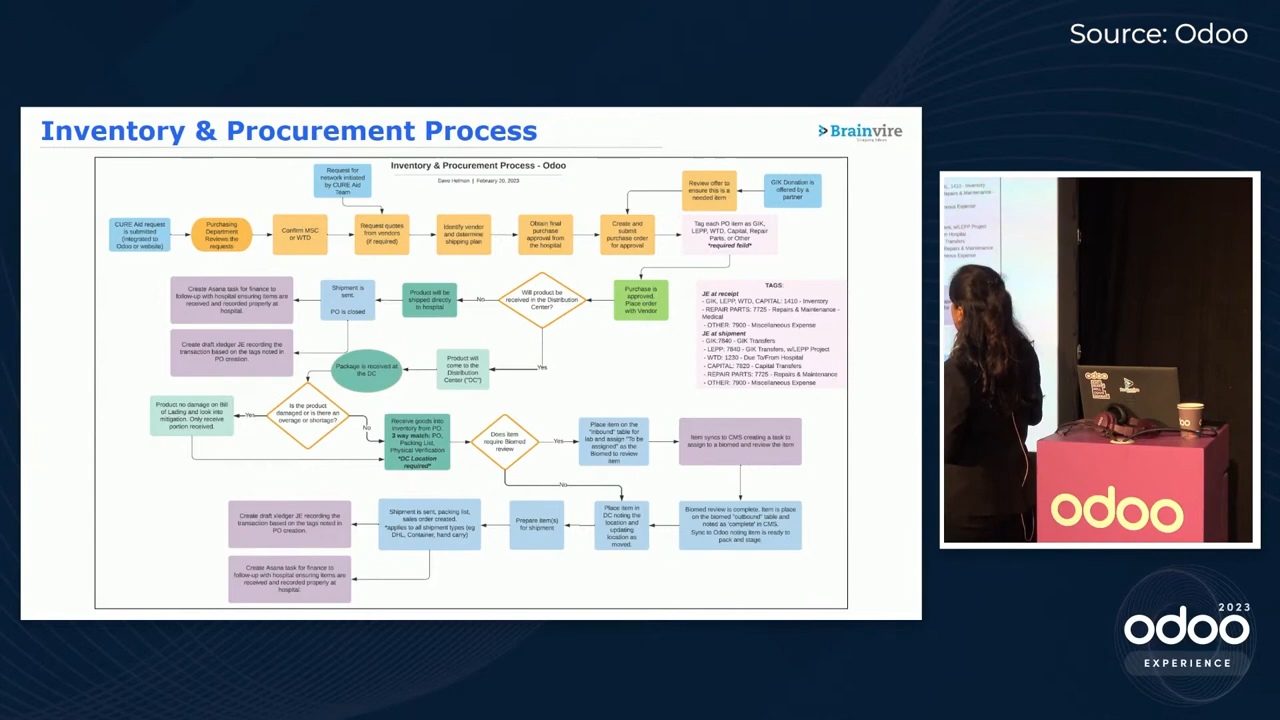 Source: Odoo
Inventory & Procurement Process
Brainvire
Inventory & Procurement Process - Odoo
Dave Helmon | February 20, 2023
Request for
network initiated
by CURE Aid
Team
Review offer to
ensure this is a
needed item
GIK Donation is
offered by a
partner
CURE Aid request
is submitted
(integrated to
Odoo or website)
Purchasing
Department
Reviews the
requests
Confirm MSC
or WTD
Request quotes
from vendors
(if required)
Identify vendor
and determine
shipping plan
Obtain final
purchase
approval from
the hospital
Create and
submit
purchase order
for approval
Tag each PO item as GIK,
LEPP, WTD, Capital, Repair
Parts, or Other
*required feild*
Create Asana task for finance to
follow-up with hospital ensuring items are
received and recorded properly at
hospital.
Shipment is
sent.
PO is closed
Product will be
shipped directly
to hospital
No
Will product be
received in the Distribution
Center?
Purchase is
approved.
Place order
with Vendor
TAGS:
JE at receipt
- GIK, LEPP, WTD, CAPITAL: 1410 - Inventory
- REPAIR PARTS: 7725 - Repairs & Maintenance -
Medical
- OTHER: 7900 - Miscellaneous Expense
JE at shipment
- GIK:7840 - GIK Transfers
- LEPP: 7840 - GIK Transfers, w/LEPP Project
- WTD: 1230 - Due To/From Hospital
- CAPITAL: 7820 - Capital Transfers
- REPAIR PARTS: 7725 - Repairs & Maintenance
- OTHER: 7900 - Miscellaneous Expense
Create draft xledger JE recording the
transaction based on the tags noted in
PO creation.
Package is received at
the DC
Product will
come to the
Distribution
Center ("DC")
Yes
Product no damage on Bill
of Lading and look into
mitigation. Only receive
portion received.
Yes
Is the product
damaged or is there an
overage or shortage?
No
Receive goods into
inventory from PO.
3 way match: PO,
Packing List,
Physical Verification
*DC Location
required*
Does item
require Biomed
review?
Yes
Place item on the
"inbound" table for
lab and assign "To be
assigned" as the
Biomed to review
item
Item syncs to CMS creating a task to
assign to a biomed and review the item
No
Create draft xledger JE recording the
transaction based on the tags noted in
PO creation.
Shipment is sent, packing list,
sales order created.
*applies to all shipment types (eg
DHL, Container, hand carry)
Prepare item(s)
for shipment
Place item in
DC noting the
location and
updating
location as
moved.
Biomed review is complete. Item is place
on the biomed "outbound" table and
noted as 'complete' in CMS.
Sync to Odoo noting item is ready to
pack and stage.
Create Asana task for finance to
follow-up with hospital ensuring items are
received and recorded properly at
hospital.
odoo
odoo
2023
odoo
EXPERIENCE